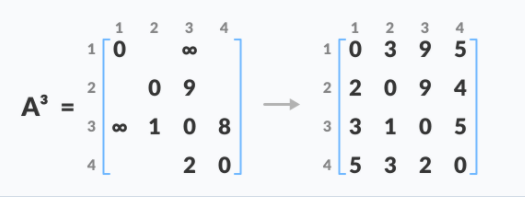 1 2 3 4 1 2 3 4
1 0 ∞ 1 0 3 9 5
2 0 9 2 2 0 9 4
A³ =
3 ∞ 1 0 8 3 3 1 0 5
4 2 0 4 5 3 2 0